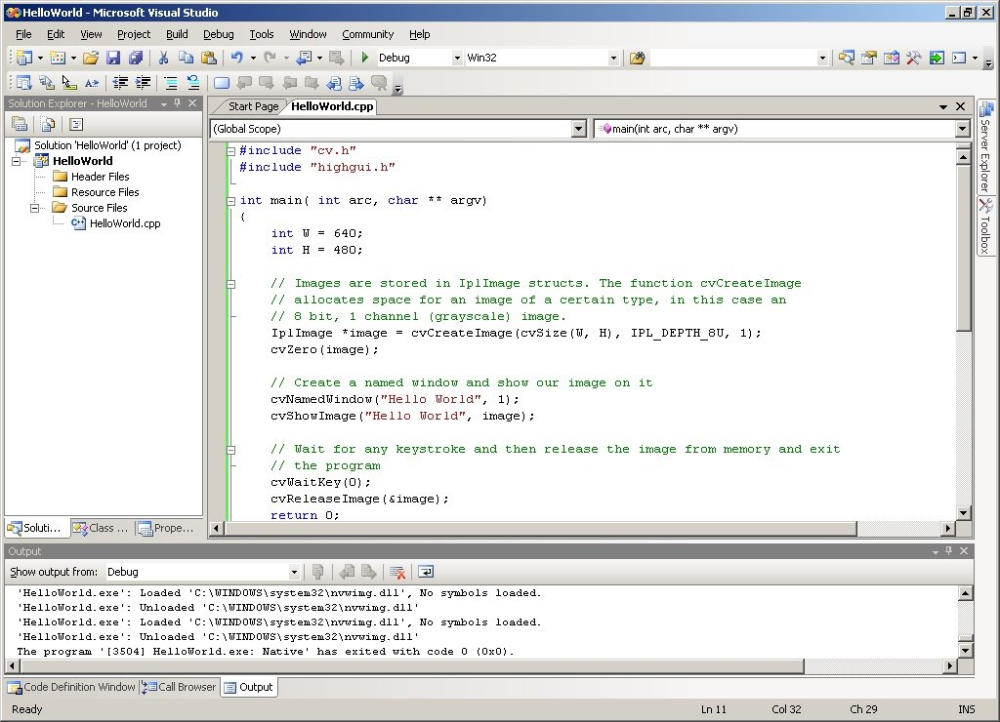 HelloWorld - Microsoft Visual Studio
File Edit View Project Build Debug Tools Window Community Help
Debug Win32
Solution Explorer - HelloWorld
Start Page HelloWorld.cpp
(Global Scope) main(int arc, char ** argv)
Solution 'HelloWorld' (1 project)
HelloWorld
Header Files
Resource Files
Source Files
HelloWorld.cpp
Soluti... Class ... Prope...
#include "cv.h"
#include "highgui.h"
int main( int arc, char ** argv)
{
int W = 640;
int H = 480;
// Images are stored in IplImage structs. The function cvCreateImage
// allocates space for an image of a certain type, in this case an
// 8 bit, 1 channel (grayscale) image.
IplImage *image = cvCreateImage(cvSize(W, H), IPL_DEPTH_8U, 1);
cvZero(image);
// Create a named window and show our image on it
cvNamedWindow("Hello World", 1);
cvShowImage("Hello World", image);
// Wait for any keystroke and then release the image from memory and exit
// the program
cvWaitKey(0);
cvReleaseImage(&image);
return 0;
Server Explorer
Toolbox
Output
Show output from: Debug
'HelloWorld.exe': Loaded 'C:\WINDOWS\system32\nvwimg.dll', No symbols loaded.
'HelloWorld.exe': Unloaded 'C:\WINDOWS\system32\nvwimg.dll'
'HelloWorld.exe': Loaded 'C:\WINDOWS\system32\nvwimg.dll', No symbols loaded.
'HelloWorld.exe': Unloaded 'C:\WINDOWS\system32\nvwimg.dll'
The program '[3504] HelloWorld.exe: Native' has exited with code 0 (0x0).
Code Definition Window Call Browser Output
Ready Ln 11 Col 32 Ch 29 INS